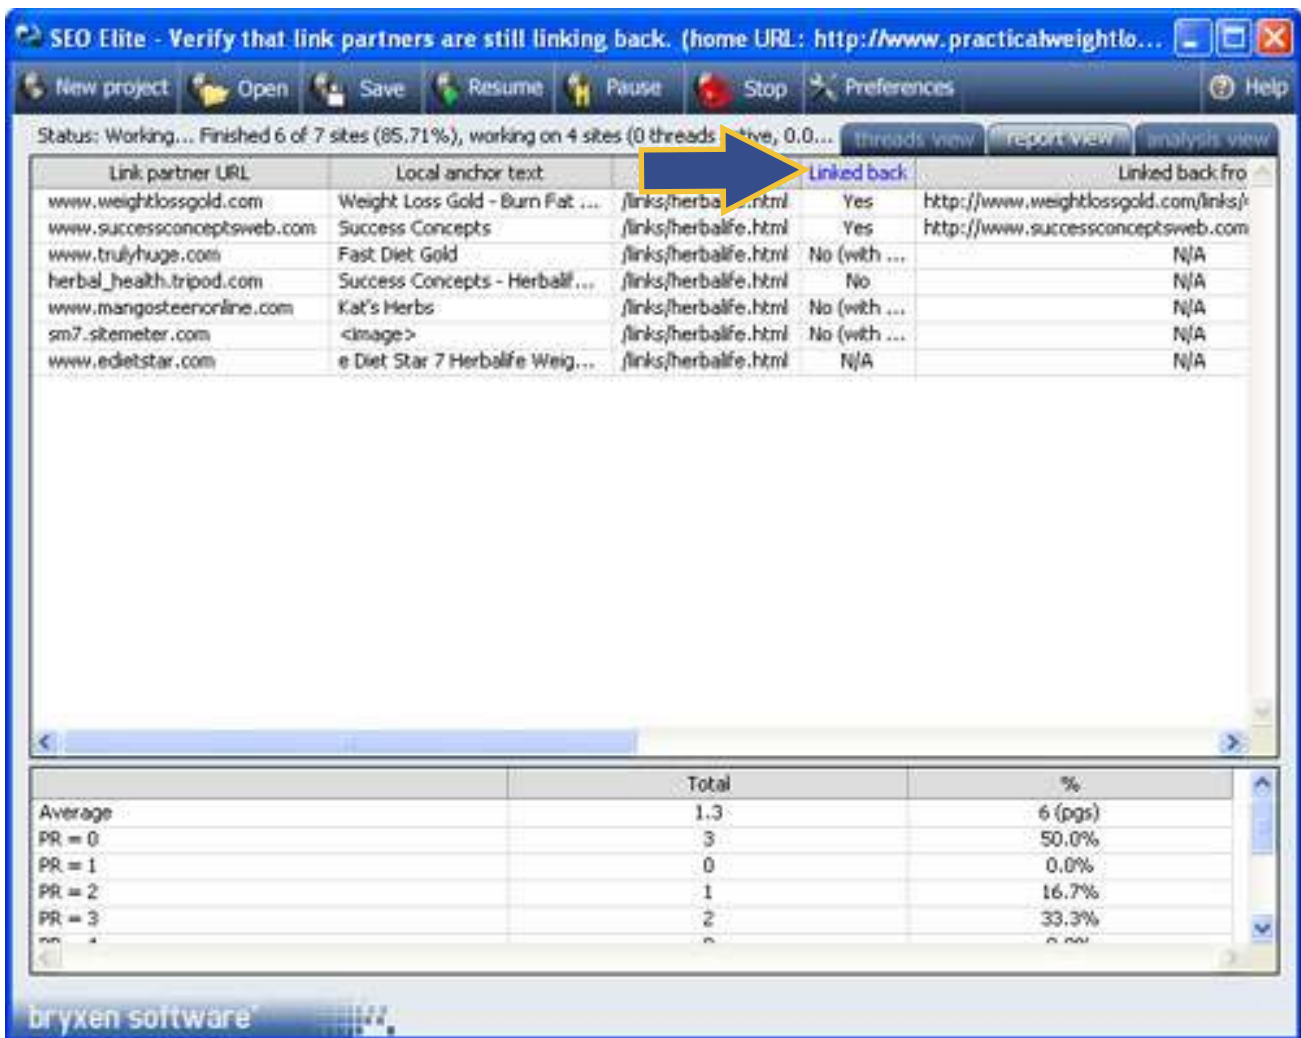 SEO Elite - Verify that link partners are still linking back. (home URL: http://www.practicalweightlo...
New project Open Save Resume Pause Stop Preferences Help
Status: Working... Finished 6 of 7 sites (85.71%), working on 4 sites (0 threads 0.0... threads view report view analysis view
Link partner URL Local anchor text Linked back Linked back fro
www.weightlossgold.com Weight Loss Gold - Burn Fat ... /links/herbalife.html Yes http://www.weightlossgold.com/links/
www.successconceptsweb.com Success Concepts /links/herbalife.html Yes http://www.successconceptsweb.com
www.trulyhuge.com Fast Diet Gold /links/herbalife.html No (with ... N/A
herbal_health.tripod.com Success Concepts - Herbalif... /links/herbalife.html No N/A
www.mangosteenonline.com Kat's Herbs /links/herbalife.html No (with ... N/A
sm7.sitemeter.com <image> /links/herbalife.html No (with ... N/A
www.edietstar.com e Diet Star 7 Herbalife Weig... /links/herbalife.html N/A N/A
Total %
Average 1.3 6 (pgs)
PR = 0 3 50.0%
PR = 1 0 0.0%
PR = 2 1 16.7%
PR = 3 2 33.3%
bryxen software